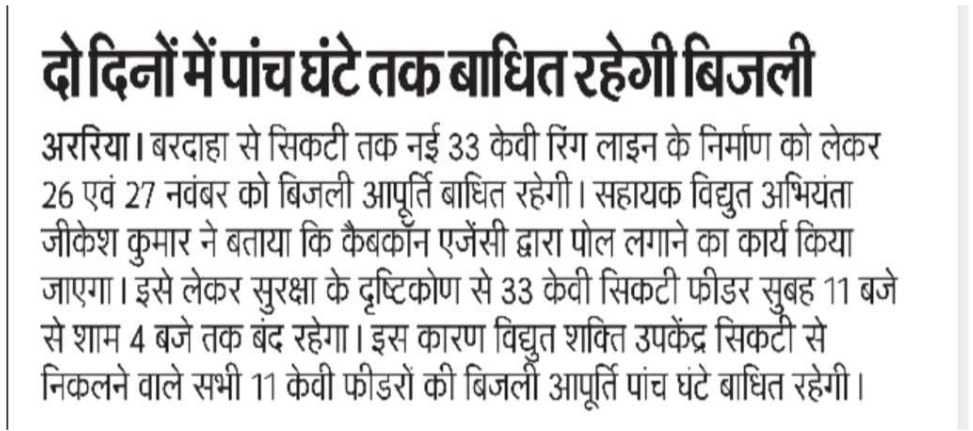 दो दिनों में पांच घंटे तक बाधित रहेगी बिजली
अररिया। बरदाहा से सिकटी तक नई 33 केवी रिंग लाइन के निर्माण को लेकर
26 एवं 27 नवंबर को बिजली आपूर्ति बाधित रहेगी। सहायक विद्युत अभियंता
जीकेश कुमार ने बताया कि कैबकॉन एजेंसी द्वारा पोल लगाने का कार्य किया
जाएगा। इसे लेकर सुरक्षा के दृष्टिकोण से 33 केवी सिकटी फीडर सुबह 11 बजे
से शाम 4 बजे तक बंद रहेगा। इस कारण विद्युत शक्ति उपकेंद्र सिकटी से
निकलने वाले सभी 11 केवी फीडरों की बिजली आपूर्ति पांच घंटे बाधित रहेगी।